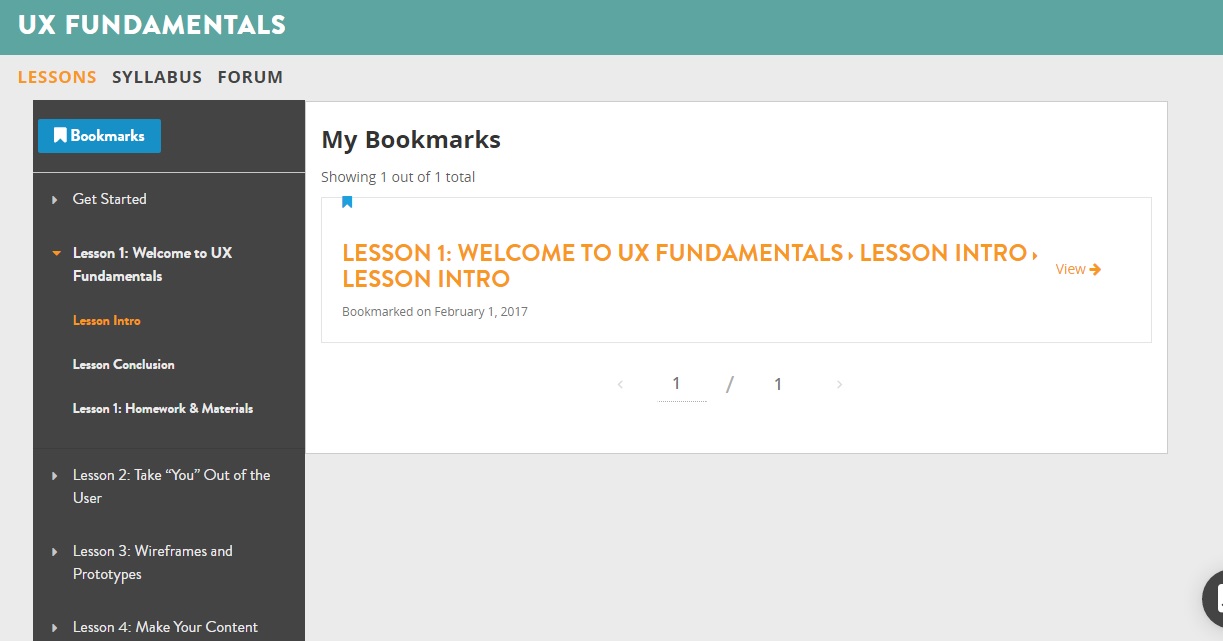 UX FUNDAMENTALS
LESSONS SYLLABUS FORUM
Bookmarks
Get Started
Lesson 1: Welcome to UX
Fundamentals
Lesson Intro
Lesson Conclusion
Lesson 1: Homework & Materials
Lesson 2: Take “You” Out of the
User
Lesson 3: Wireframes and
Prototypes
Lesson 4: Make Your Content
My Bookmarks
Showing 1 out of 1 total
LESSON 1: WELCOME TO UX FUNDAMENTALS ▸ LESSON INTRO ▸
LESSON INTRO
View
Bookmarked on February 1, 2017
1 / 1